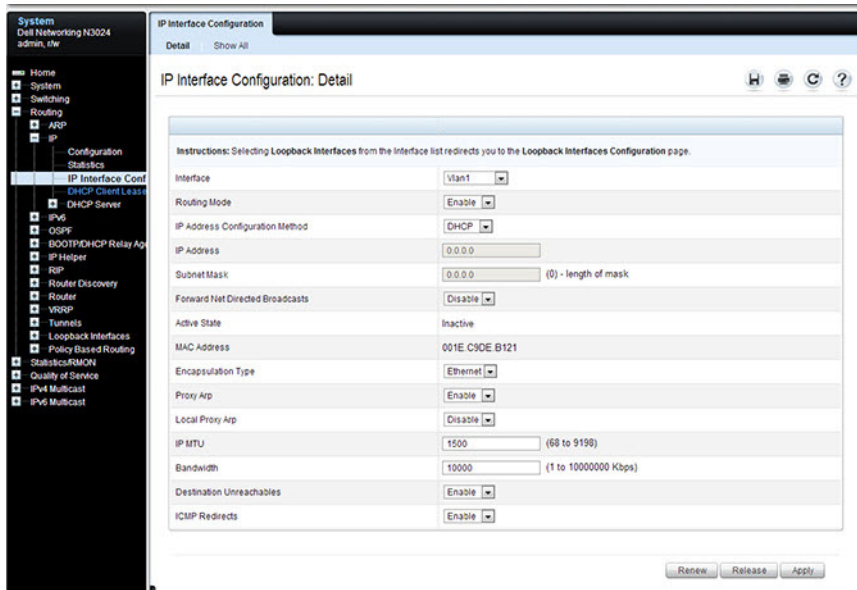 System
Dell Networking N3024
admin, r/w
Home
System
Switching
Routing
ARP
IP
Configuration
Statistics
IP Interface Conf
DHCP Client Lease
DHCP Server
IPv6
OSPF
BOOTP/DHCP Relay Age
IP Helper
RIP
Router Discovery
Router
VRRP
Tunnels
Loopback Interfaces
Policy Based Routing
Statistics/RMON
Quality of Service
IPv4 Multicast
IPv6 Multicast
IP Interface Configuration
Detail Show All
IP Interface Configuration: Detail
?
Instructions: Selecting Loopback Interfaces from the Interface list redirects you to the Loopback Interfaces Configuration page.
Interface Vlan1
Routing Mode Enable
IP Address Configuration Method DHCP
IP Address 0.0.0.0
Subnet Mask 0.0.0.0 (0) - length of mask
Forward Net Directed Broadcasts Disable
Active State Inactive
MAC Address 001E.C9DE.B121
Encapsulation Type Ethernet
Proxy Arp Enable
Local Proxy Arp Disable
IP MTU 1500 (68 to 9198)
Bandwidth 10000 (1 to 10000000 Kbps)
Destination Unreachables Enable
ICMP Redirects Enable
Renew Release Apply